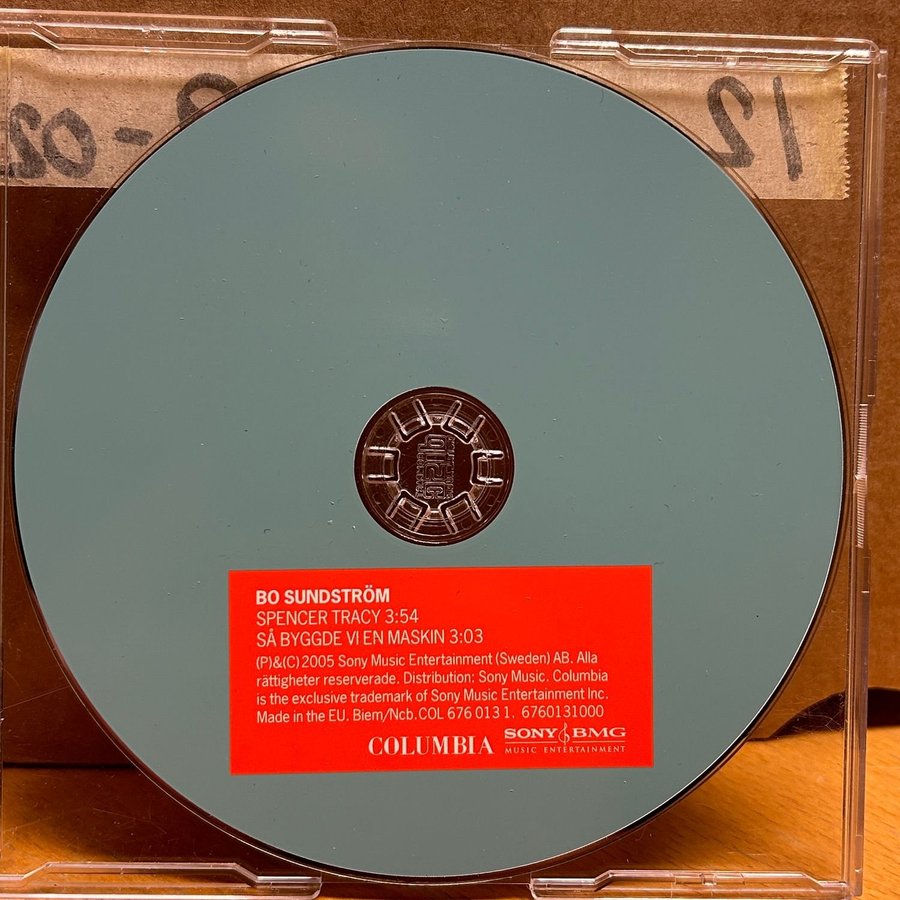 12
BO SUNDSTRÖM
SPENCER TRACY 3:54
SÅ BYGGDE VI EN MASKIN 3:03
(P)&(C) 2005 Sony Music Entertainment (Sweden) AB. Alla
rättigheter reserverade. Distribution: Sony Music. Columbia
is the exclusive trademark of Sony Music Entertainment Inc.
Made in the EU. Biem/Ncb. COL 676 013 1. 6760131000
COLUMBIA SONY BMG
MUSIC ENTERTAINMENT